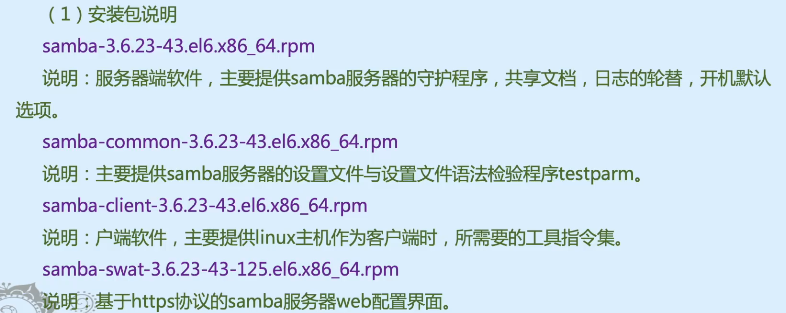 （1）安装包说明
samba-3.6.23-43.el6.x86_64.rpm
说明：服务器端软件，主要提供samba服务器的守护程序，共享文档，日志的轮替，开机默认
选项。
samba-common-3.6.23-43.el6.x86_64.rpm
说明：主要提供samba服务器的设置文件与设置文件语法检验程序testparm。
samba-client-3.6.23-43.el6.x86_64.rpm
说明：户端软件，主要提供linux主机作为客户端时，所需要的工具指令集。
samba-swat-3.6.23-43-125.el6.x86_64.rpm
说明：基于https协议的samba服务器web配置界面。